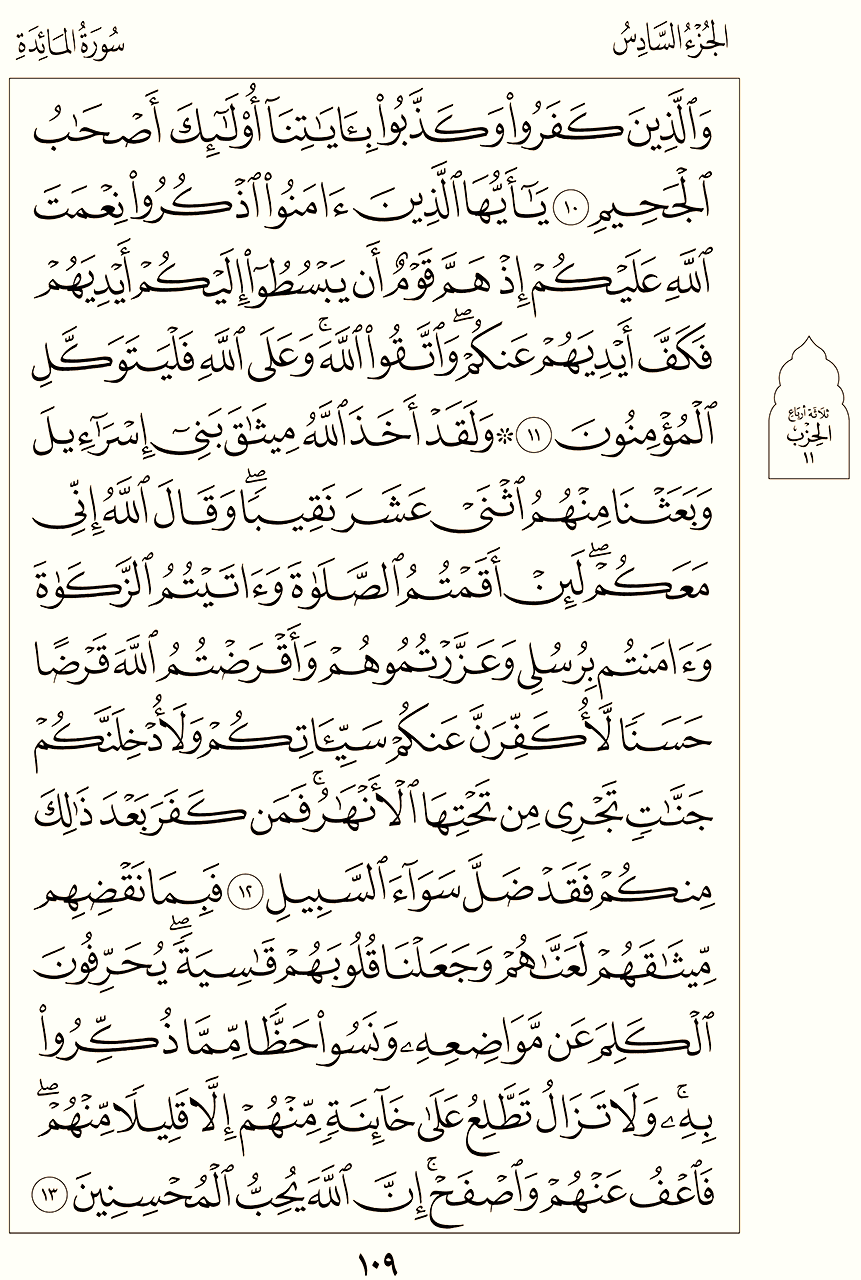 الجُزْءُ السَّادِسُ
سُورَةُ المَائِدَةِ
وَٱلَّذِينَ كَفَرُوا۟ وَكَذَّبُوا۟ بِـَٔايَـٰتِنَآ أُو۟لَـٰٓئِكَ أَصْحَـٰبُ
ٱلْجَحِيمِ ١٠ يَـٰٓأَيُّهَا ٱلَّذِينَ ءَامَنُوا۟ ٱذْكُرُوا۟ نِعْمَتَ
ٱللَّهِ عَلَيْكُمْ إِذْ هَمَّ قَوْمٌ أَن يَبْسُطُوٓا۟ إِلَيْكُمْ أَيْدِيَهُمْ
فَكَفَّ أَيْدِيَهُمْ عَنكُمْ ۖ وَٱتَّقُوا۟ ٱللَّهَ ۚ وَعَلَى ٱللَّهِ فَلْيَتَوَكَّلِ
ٱلْمُؤْمِنُونَ ١١ ۞ وَلَقَدْ أَخَذَ ٱللَّهُ مِيثَـٰقَ بَنِىٓ إِسْرَٰٓءِيلَ
وَبَعَثْنَا مِنْهُمُ ٱثْنَىْ عَشَرَ نَقِيبًا ۖ وَقَالَ ٱللَّهُ إِنِّى
مَعَكُمْ ۖ لَئِنْ أَقَمْتُمُ ٱلصَّلَوٰةَ وَءَاتَيْتُمُ ٱلزَّكَوٰةَ
وَءَامَنتُم بِرُسُلِى وَعَزَّرْتُمُوهُمْ وَأَقْرَضْتُمُ ٱللَّهَ قَرْضًا
حَسَنًا لَّأُكَفِّرَنَّ عَنكُمْ سَيِّـَٔاتِكُمْ وَلَأُدْخِلَنَّكُمْ
جَنَّـٰتٍ تَجْرِى مِن تَحْتِهَا ٱلْأَنْهَـٰرُ ۚ فَمَن كَفَرَ بَعْدَ ذَٰلِكَ
مِنكُمْ فَقَدْ ضَلَّ سَوَآءَ ٱلسَّبِيلِ ١٢ فَبِمَا نَقْضِهِم
مِّيثَـٰقَهُمْ لَعَنَّـٰهُمْ وَجَعَلْنَا قُلُوبَهُمْ قَـٰسِيَةً ۖ يُحَرِّفُونَ
ٱلْكَلِمَ عَن مَّوَاضِعِهِۦ وَنَسُوا۟ حَظًّا مِّمَّا ذُكِّرُوا۟
بِهِۦ ۚ وَلَا تَزَالُ تَطَّلِعُ عَلَىٰ خَآئِنَةٍ مِّنْهُمْ إِلَّا قَلِيلًا مِّنْهُمْ ۖ
فَٱعْفُ عَنْهُمْ وَٱصْفَحْ ۚ إِنَّ ٱللَّهَ يُحِبُّ ٱلْمُحْسِنِينَ ١٣
ثلاثة أرباع
الحِزْب
١١
١٠٩